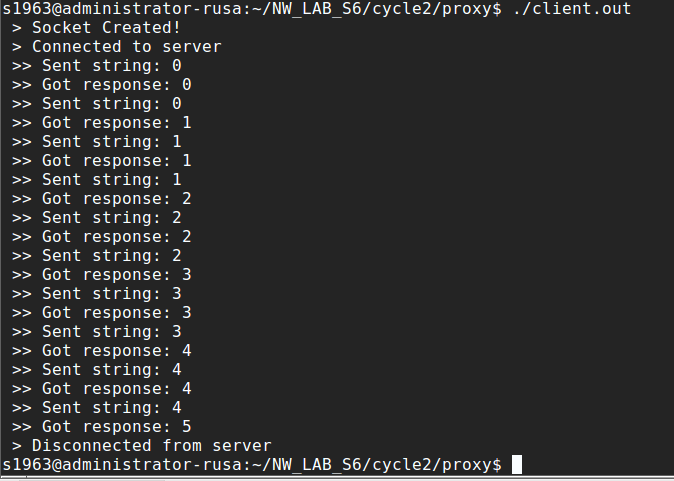 s1963@administrator-rusa:~/NW_LAB_S6/cycle2/proxy$ ./client.out
> Socket Created!
> Connected to server
>> Sent string: 0
>> Got response: 0
>> Sent string: 0
>> Got response: 1
>> Sent string: 1
>> Got response: 1
>> Sent string: 1
>> Got response: 2
>> Sent string: 2
>> Got response: 2
>> Sent string: 2
>> Got response: 3
>> Sent string: 3
>> Got response: 3
>> Sent string: 3
>> Got response: 4
>> Sent string: 4
>> Got response: 4
>> Sent string: 4
>> Got response: 5
> Disconnected from server
s1963@administrator-rusa:~/NW_LAB_S6/cycle2/proxy$